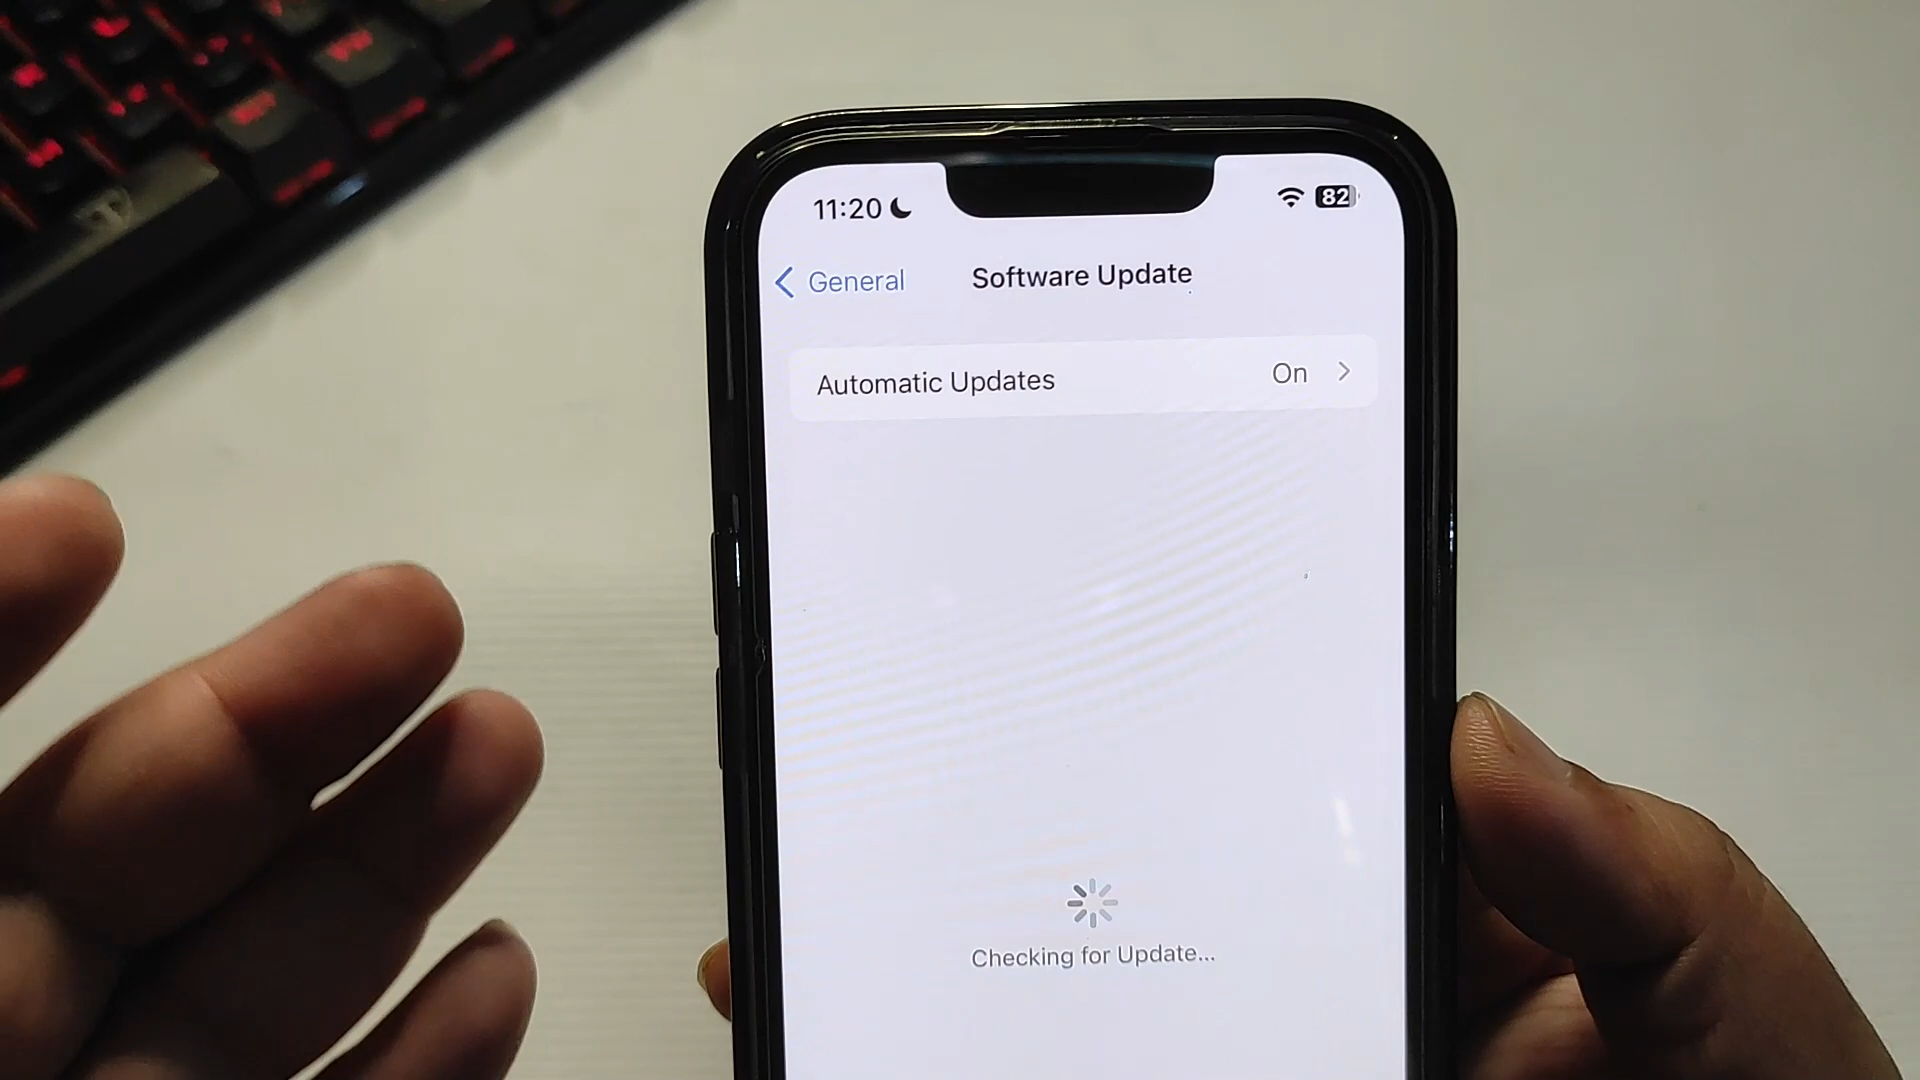 11:20
82
General
Software Update
Automatic Updates
On
Checking for Update...